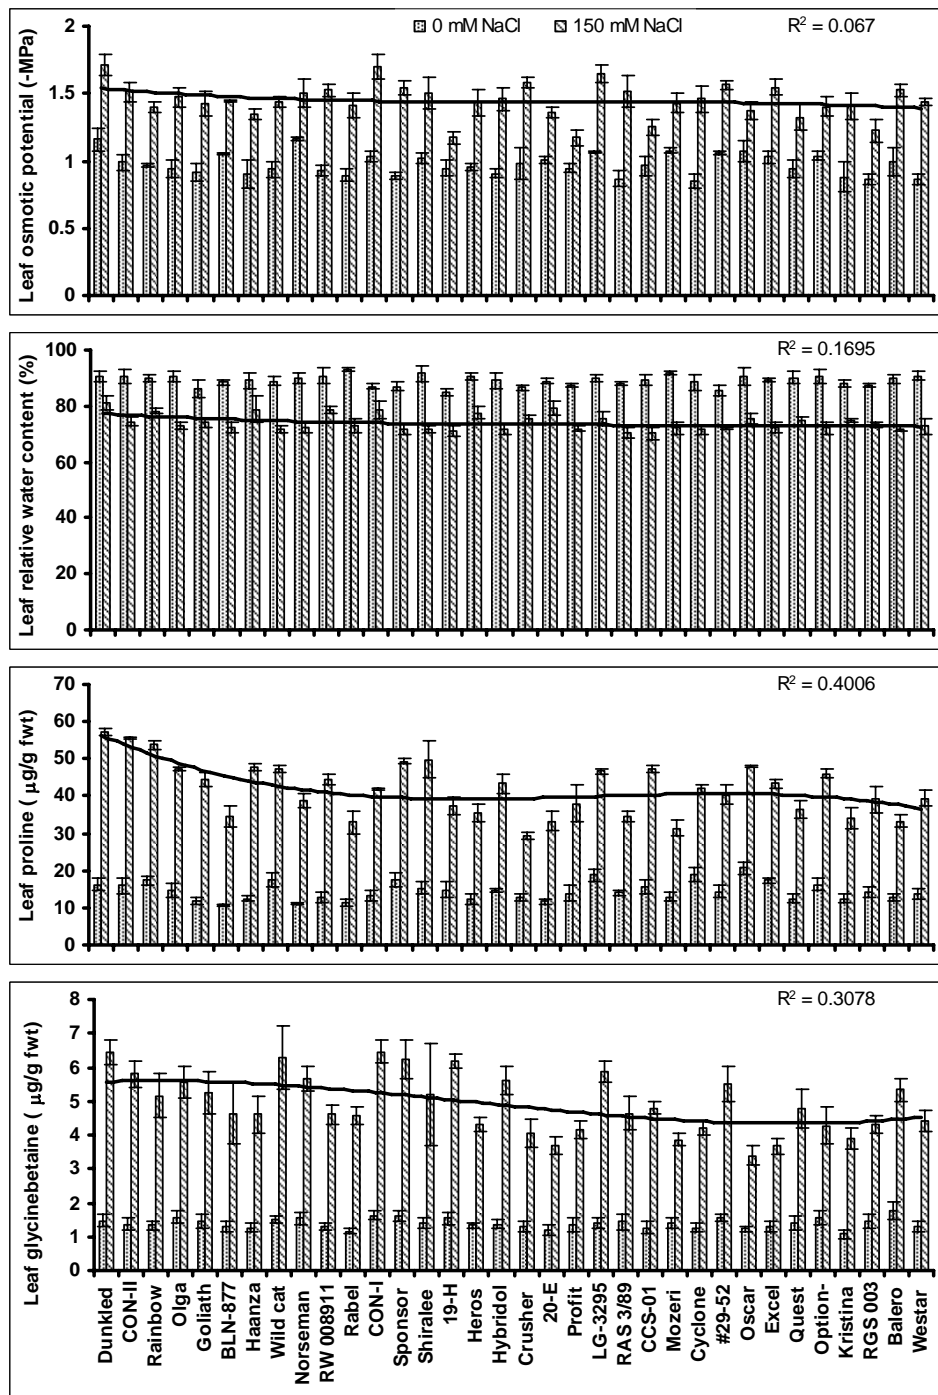 0 mM NaCl 150 mM NaCl R² = 0.067
Leaf osmotic potential (-MPa)
2
1.5
1
0.5
0
R² = 0.1695
Leaf relative water content (%)
100
80
60
40
20
0
R² = 0.4006
Leaf proline ( µg/g fwt)
70
60
50
40
30
20
10
0
R² = 0.3078
Leaf glycinebetaine ( µg/g fwt)
8
7
6
5
4
3
2
1
0
Dunkled
CON-II
Rainbow
Olga
Goliath
BLN-877
Haanza
Wild cat
Norseman
RW 008911
Rabel
CON-I
Sponsor
Shiralee
19-H
Heros
Hybridol
Crusher
20-E
Profit
LG-3295
RAS 3/89
CCS-01
Mozeri
Cyclone
#29-52
Oscar
Excel
Quest
Option-
Kristina
RGS 003
Balero
Westar